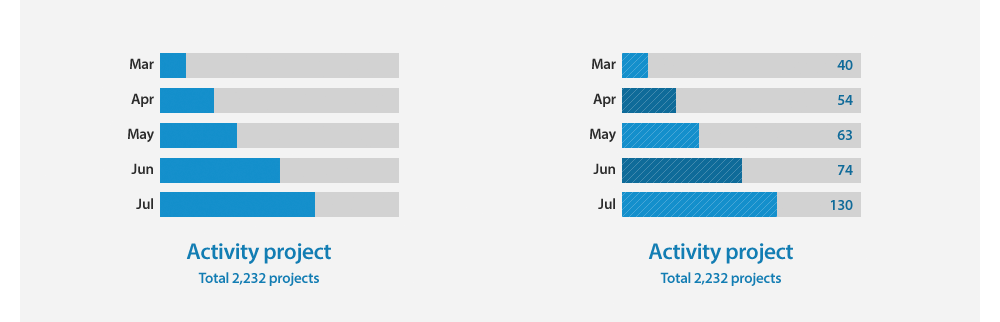 Mar
Apr
May
Jun
Jul
Activity project
Total 2,232 projects
Mar 40
Apr 54
May 63
Jun 74
Jul 130
Activity project
Total 2,232 projects